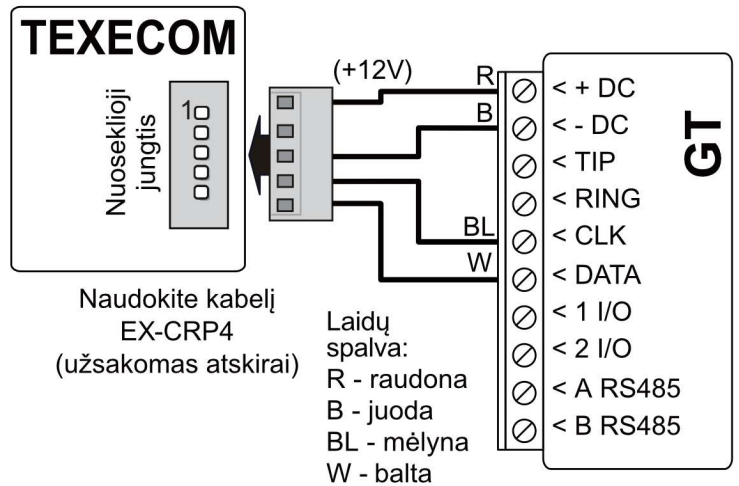 TEXECOM
Nuoseklioji
jungtis
1
Naudokite kabelį
EX-CRP4
(užsakomas atskirai)
(+12V)
R
B
BL
W
Laidų
spalva:
R - raudona
B - juoda
BL - mėlyna
W - balta
GT
< + DC
< - DC
< TIP
< RING
< CLK
< DATA
< 1 I/O
< 2 I/O
< A RS485
< B RS485